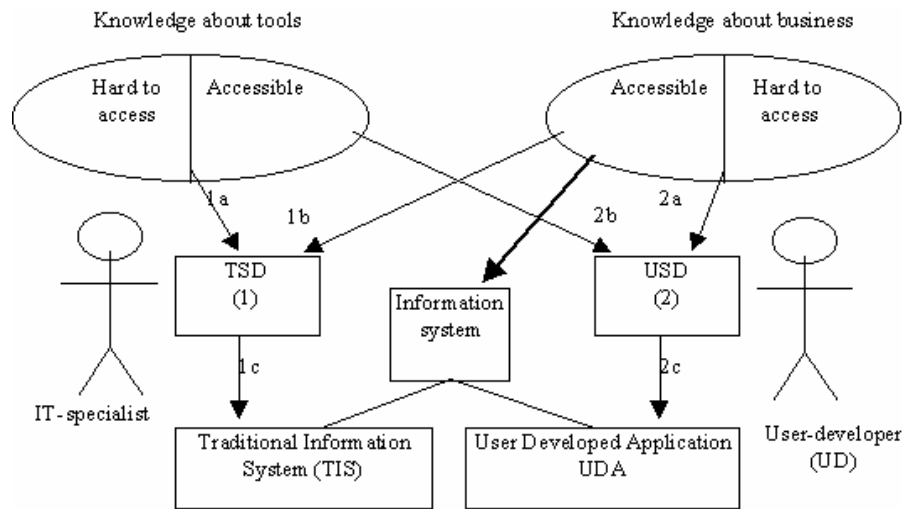 Knowledge about tools
Knowledge about business
Hard to
access
Accessible
Accessible
Hard to
access
1a
1b
2b
2a
TSD
(1)
USD
(2)
Information
system
1c
2c
IT-specialist
Traditional Information
System (TIS)
User Developed Application
UDA
User-developer
(UD)